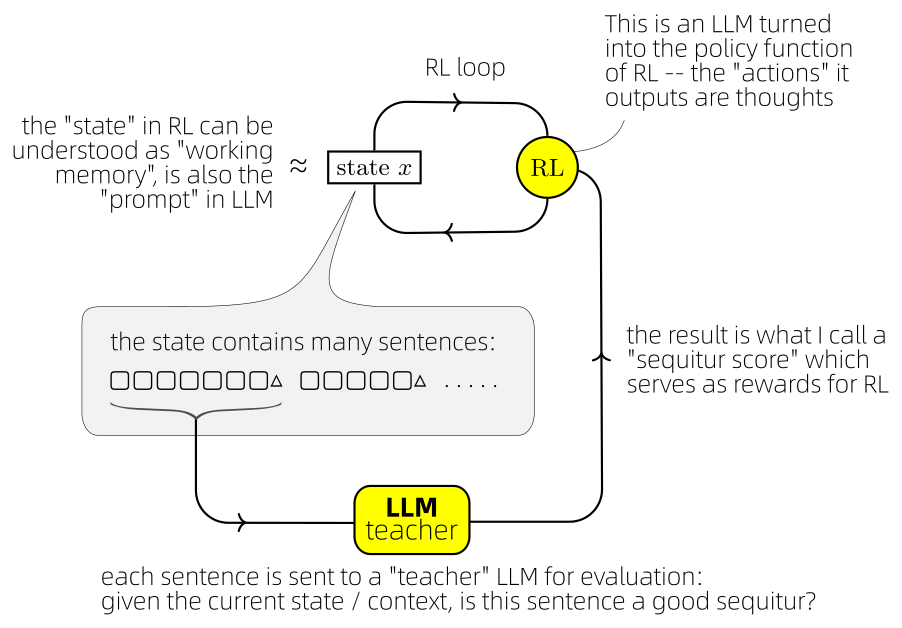 This is an LLM turned
into the policy function
of RL -- the "actions" it
outputs are thoughts
RL loop
the "state" in RL can be
understood as "working
memory", is also the
"prompt" in LLM
≈
state x
RL
the state contains many sentences:
.....
the result is what I call a
"sequitur score" which
serves as rewards for RL
LLM
teacher
each sentence is sent to a "teacher" LLM for evaluation:
given the current state / context, is this sentence a good sequitur?